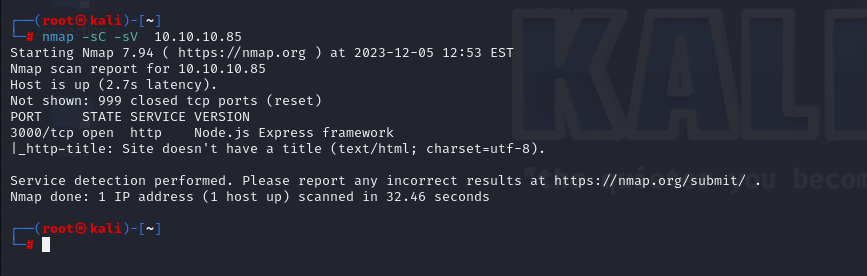 ┌──(root㉿kali)-[~]
└─# nmap -sC -sV  10.10.10.85
Starting Nmap 7.94 ( https://nmap.org ) at 2023-12-05 12:53 EST
Nmap scan report for 10.10.10.85
Host is up (2.7s latency).
Not shown: 999 closed tcp ports (reset)
PORT     STATE SERVICE VERSION
3000/tcp open  http    Node.js Express framework
|_http-title: Site doesn't have a title (text/html; charset=utf-8).

Service detection performed. Please report any incorrect results at https://nmap.org/submit/ .
Nmap done: 1 IP address (1 host up) scanned in 32.46 seconds

┌──(root㉿kali)-[~]
└─#
KALI
"the quieter you becom